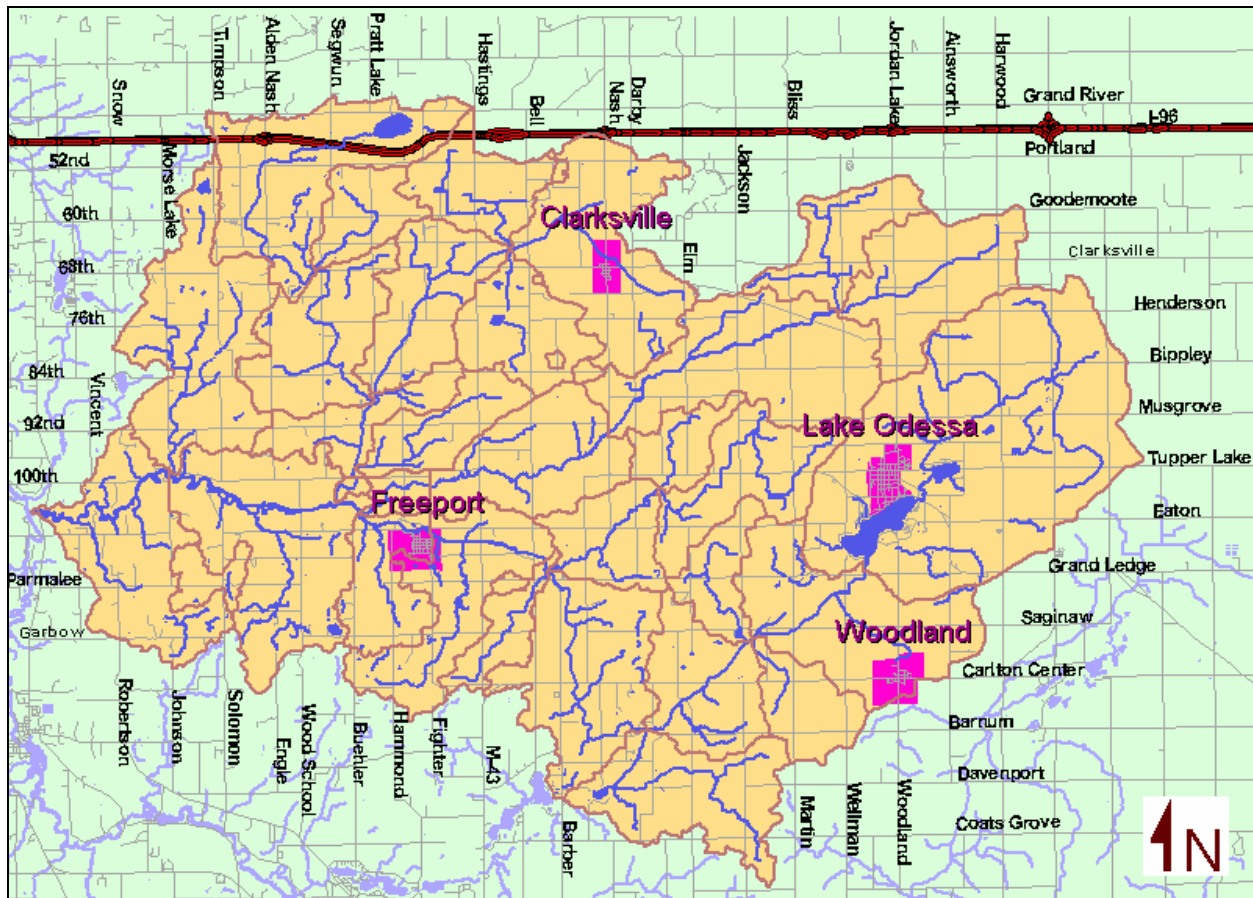 Snow
Timpson
Alden Nash
Segwun
Pratt Lake
Hastings
Bell
Nash
Darby
Bliss
Jordan Lake
Ainsworth
Harwood
Grand River
I-96
Portland
52nd
Morse Lake
Jackson
Goodemoote
60th
Clarksville
Elm
Clarksville
68th
Henderson
76th
Bippley
84th
Vincent
Musgrove
92nd
Lake Odessa
Tupper Lake
100th
Freeport
Eaton
Grand Ledge
Parmalee
Saginaw
Garbow
Woodland
Carlton Center
Robertson
Johnson
Solomon
Engle
Wood School
Buehler
Hammond
Fighter
M-43
Barber
Barnum
Davenport
Martin
Wellman
Woodland
Coats Grove
N